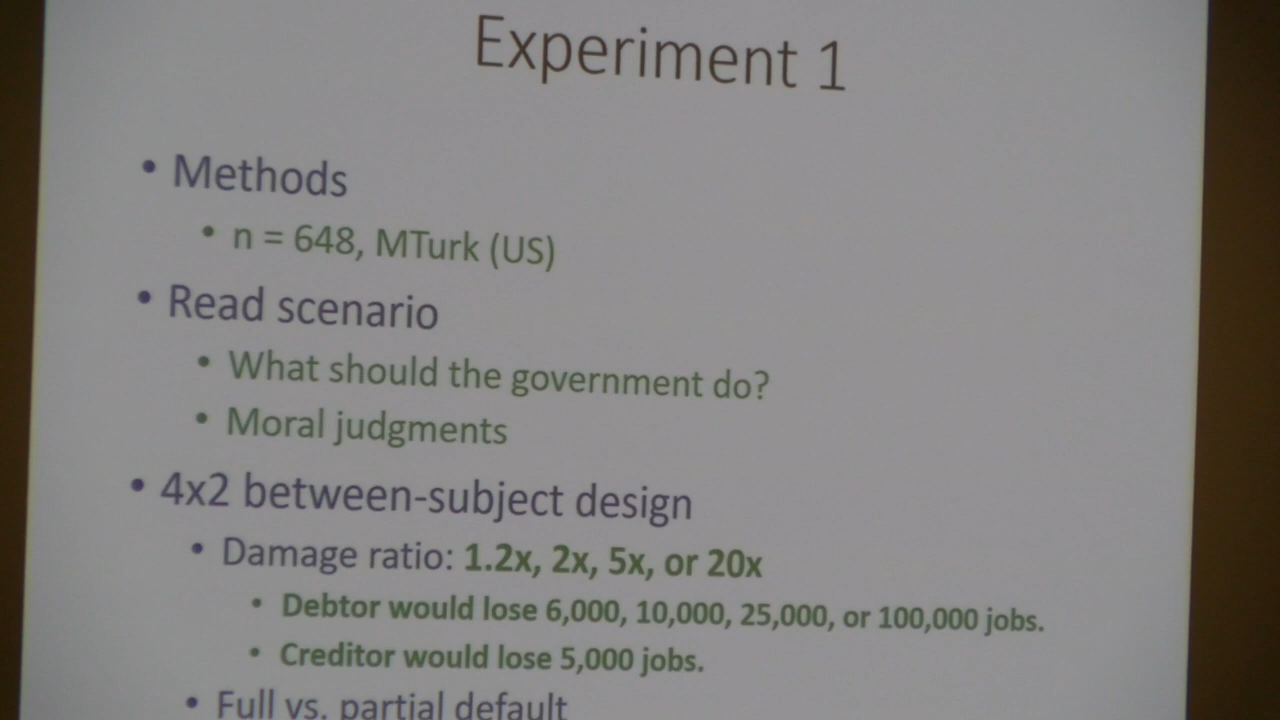 Experiment 1
• Methods
• n = 648, MTurk (US)
• Read scenario
• What should the government do?
• Moral judgments
• 4x2 between-subject design
• Damage ratio: 1.2x, 2x, 5x, or 20x
• Debtor would lose 6,000, 10,000, 25,000, or 100,000 jobs.
• Creditor would lose 5,000 jobs.
• Full vs. partial default